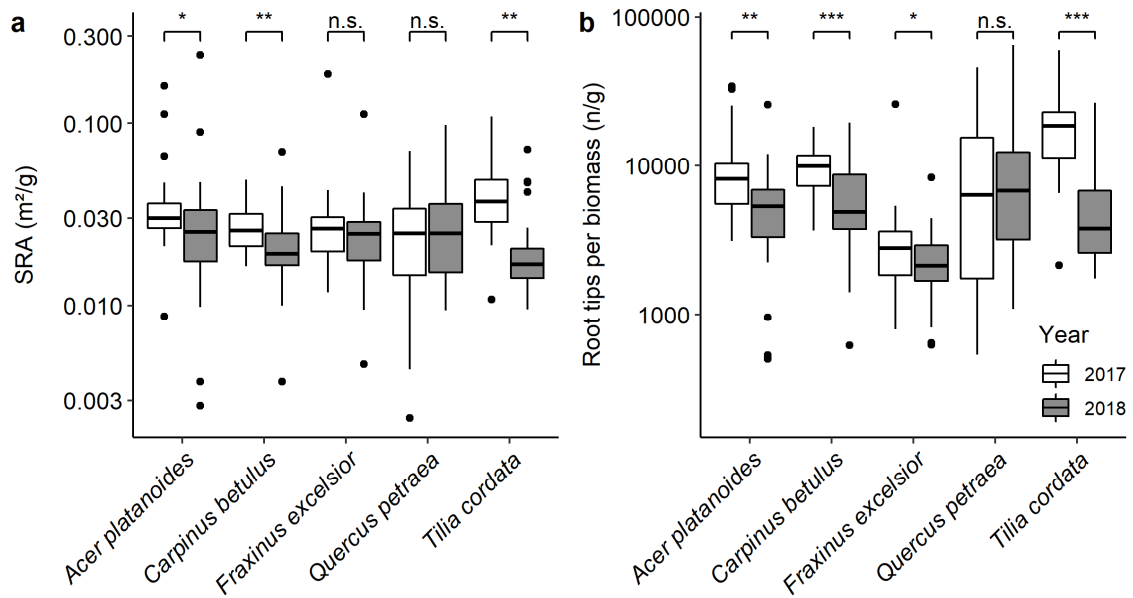 a
* ** n.s. n.s. **
0.300
0.100
0.030
0.010
0.003
SRA (m²/g)
Acer platanoides
Carpinus betulus
Fraxinus excelsior
Quercus petraea
Tilia cordata
b
** *** * n.s. ***
100000
10000
1000
Root tips per biomass (n/g)
Year
2017
2018
Acer platanoides
Carpinus betulus
Fraxinus excelsior
Quercus petraea
Tilia cordata